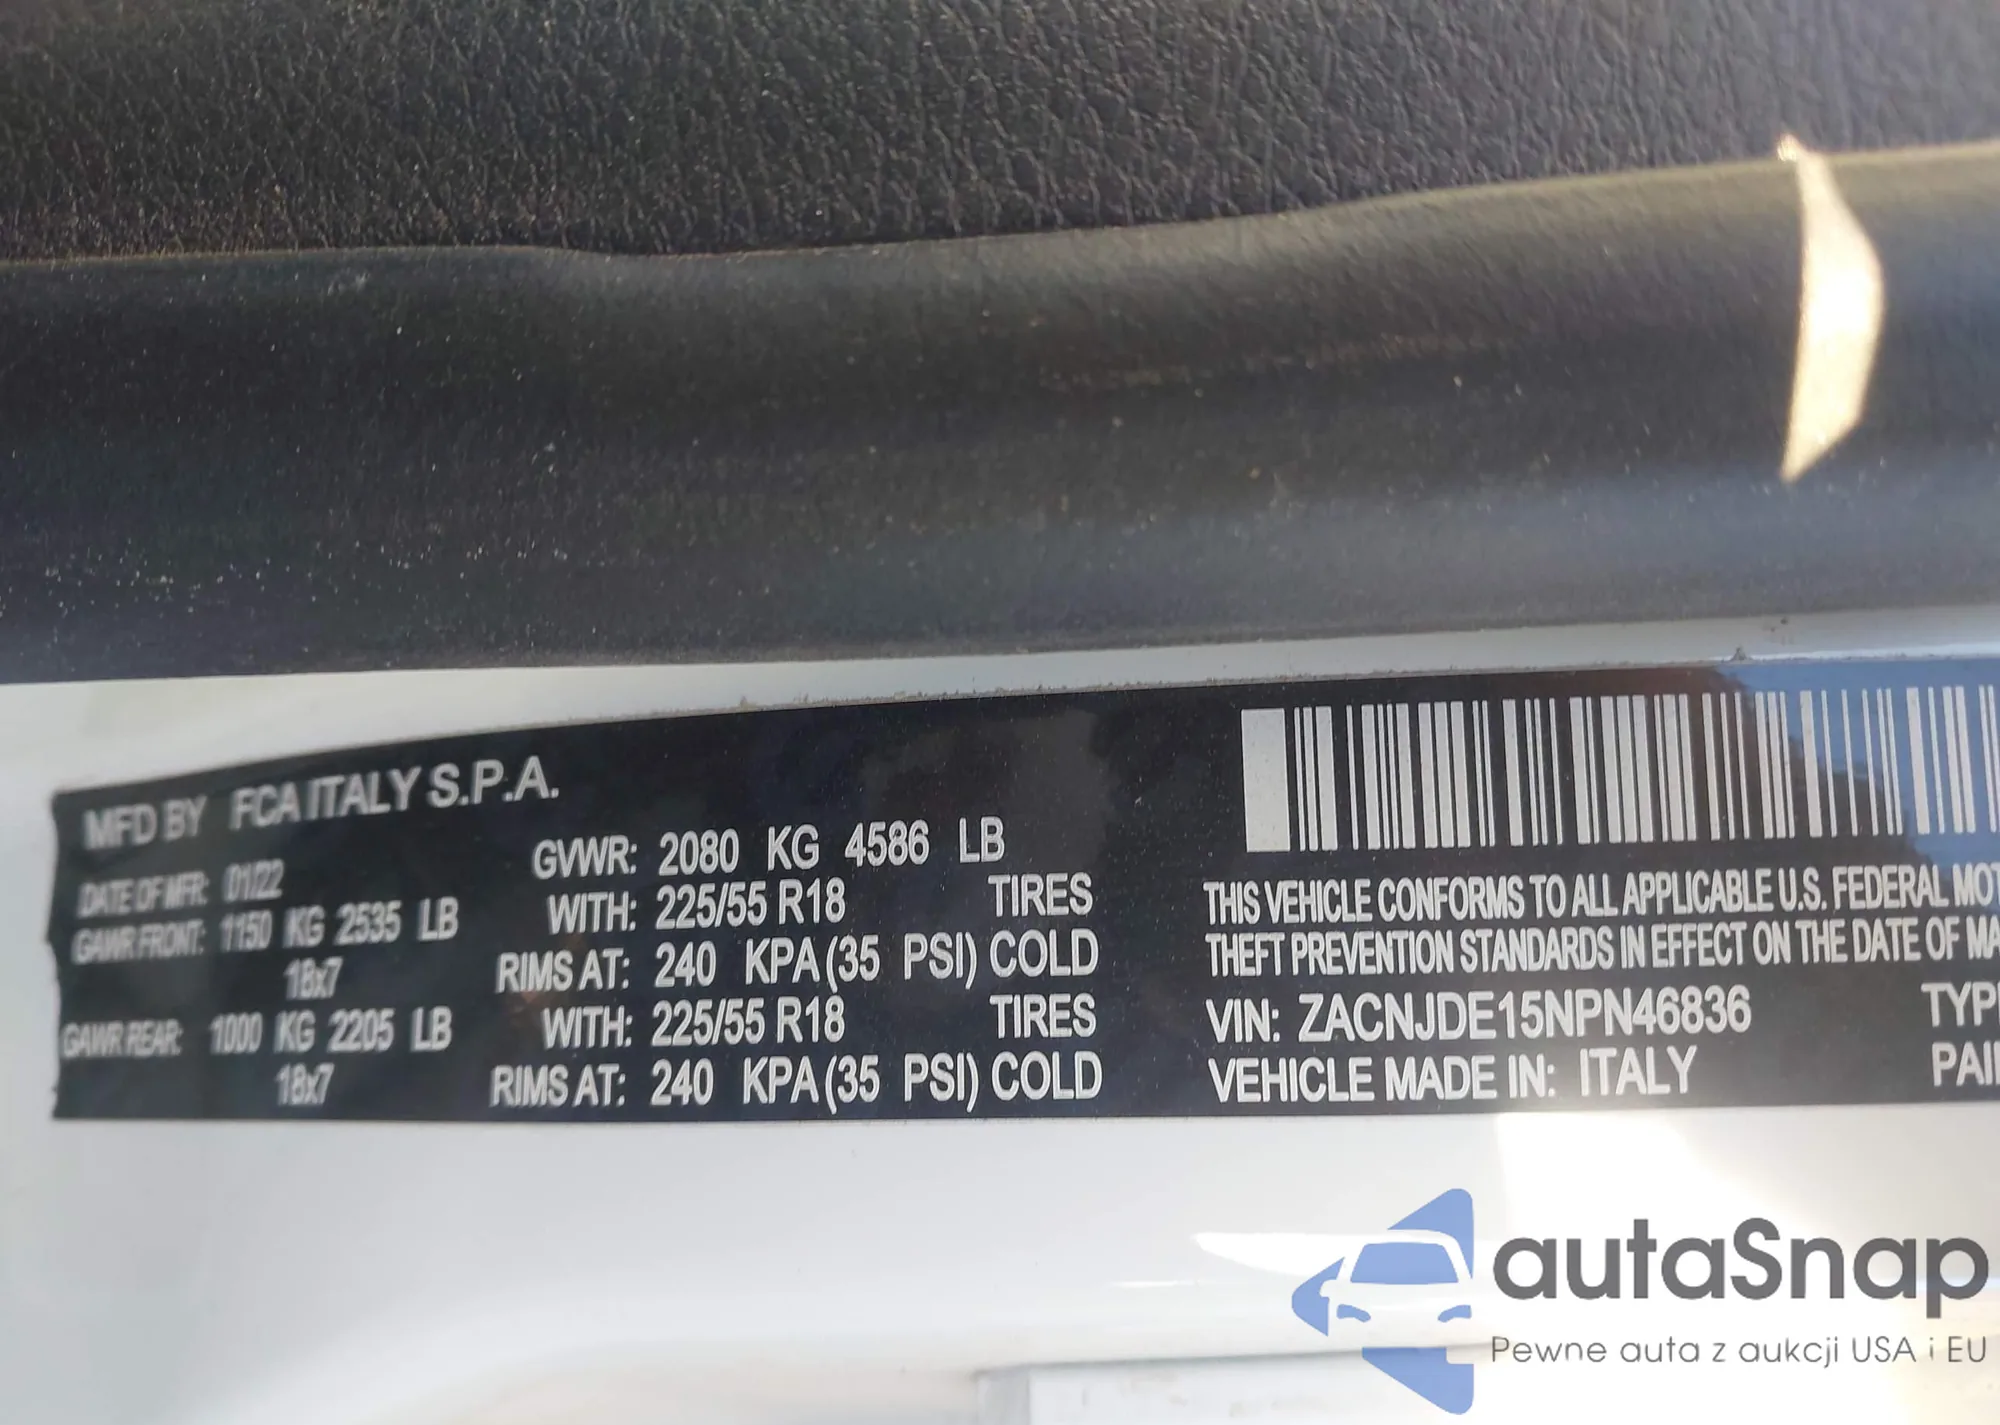 MFD BY FCA ITALY S.P.A.
DATE OF MFR: 01/22 GVWR: 2080 KG 4586 LB
GAWR FRONT: 1150 KG 2535 LB WITH: 225/55 R18 TIRES
18x7 RIMS AT: 240 KPA (35 PSI) COLD
GAWR REAR: 1000 KG 2205 LB WITH: 225/55 R18 TIRES
18x7 RIMS AT: 240 KPA (35 PSI) COLD
THIS VEHICLE CONFORMS TO ALL APPLICABLE U.S. FEDERAL MOT
THEFT PREVENTION STANDARDS IN EFFECT ON THE DATE OF MA
VIN: ZACNJDE15NPN46836 TYP
VEHICLE MADE IN: ITALY PAI
autaSnap
Pewne auta z aukcji USA i EU